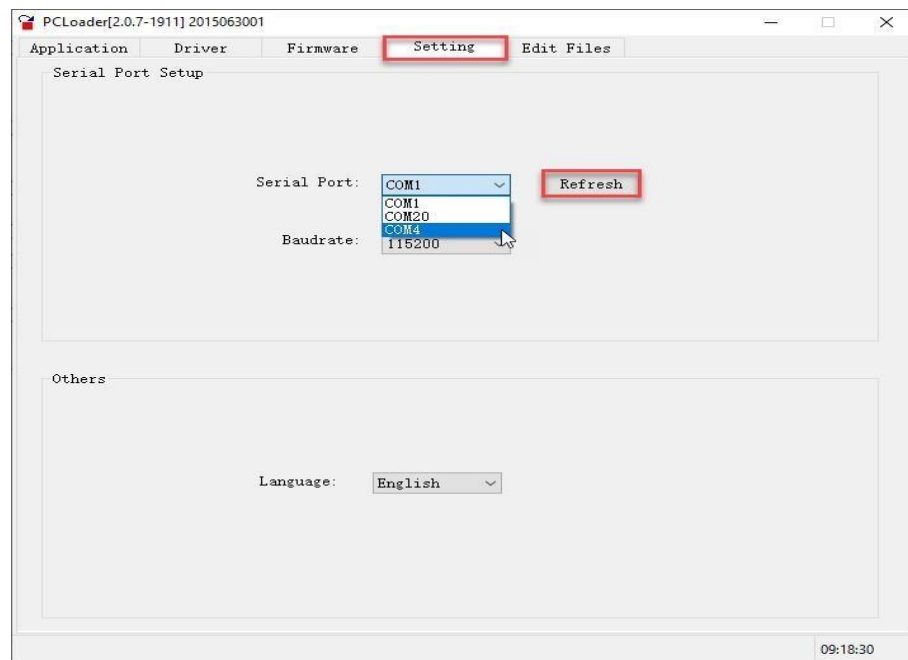 PCLoader[2.0.7-1911] 2015063001
Application Driver Firmware Setting Edit Files
Serial Port Setup
Serial Port: COM1 Refresh
COM1
COM20
COM4
Baudrate: 115200
Others
Language: English
09:18:30